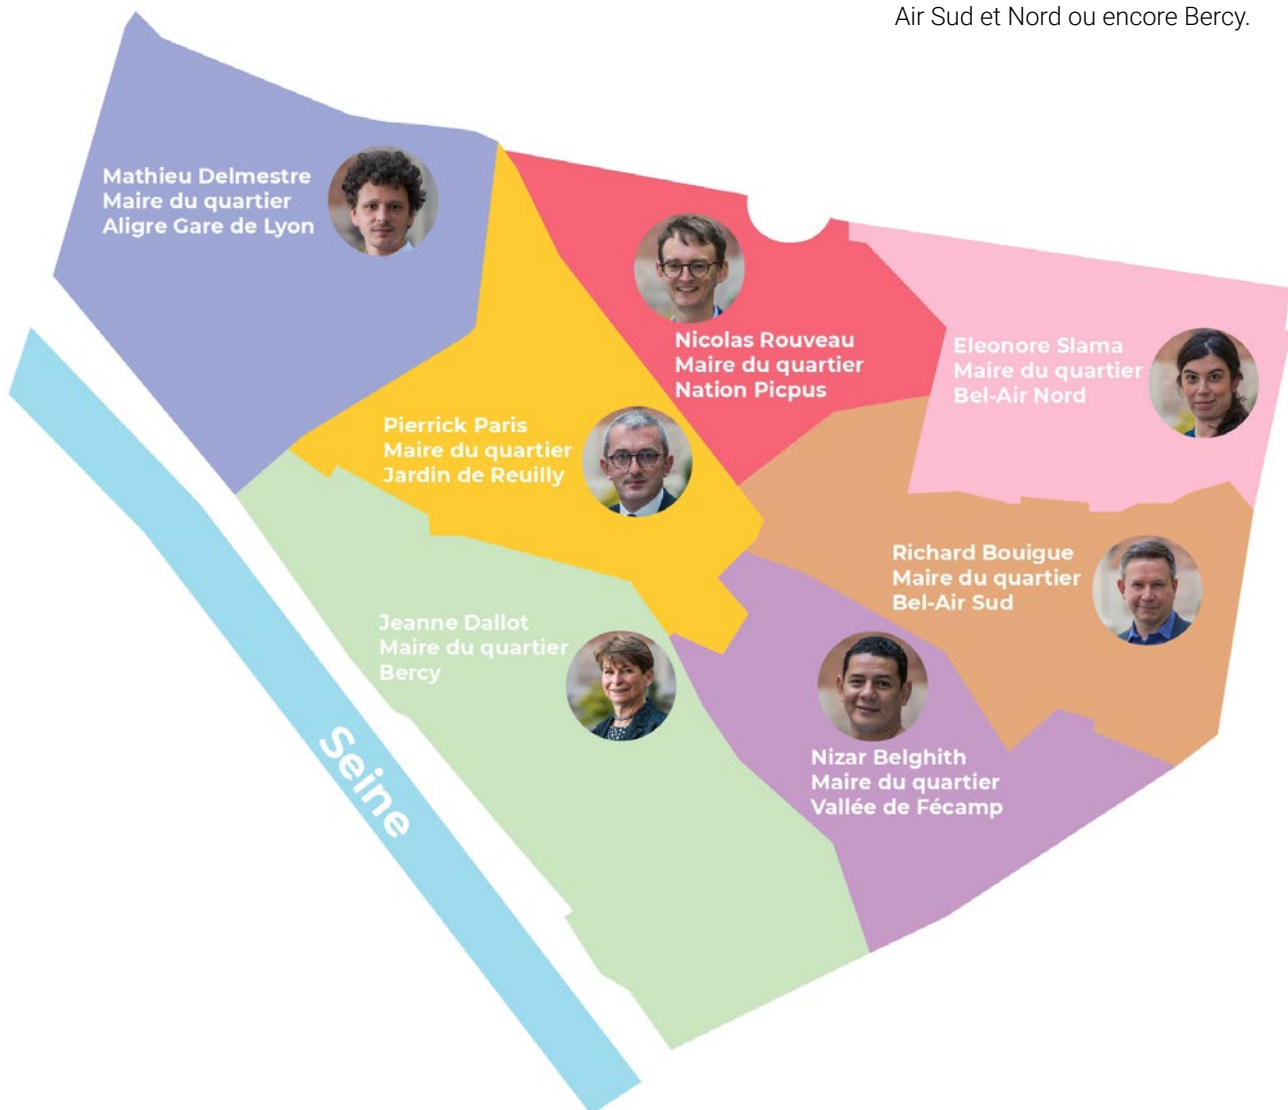 Air Sud et Nord ou encore Bercy.
Mathieu Delmestre
Maire du quartier
Aligre Gare de Lyon
Nicolas Rouveau
Maire du quartier
Nation Picpus
Eleonore Slama
Maire du quartier
Bel-Air Nord
Pierrick Paris
Maire du quartier
Jardin de Reuilly
Richard Bouigue
Maire du quartier
Bel-Air Sud
Jeanne Dallot
Maire du quartier
Bercy
Nizar Belghith
Maire du quartier
Vallée de Fécamp
Seine